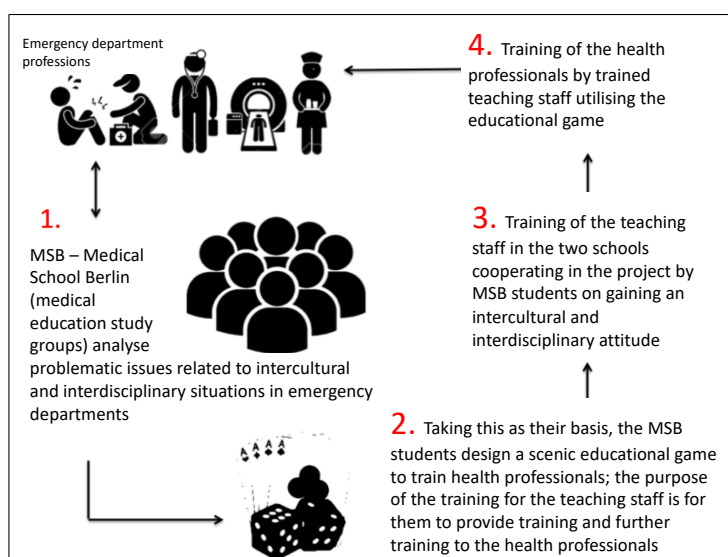 Emergency department
professions
1.
MSB – Medical
School Berlin
(medical
education study
groups) analyse
problematic issues related to intercultural
and interdisciplinary situations in emergency
departments
A A A A
2. Taking this as their basis, the MSB
students design a scenic educational game
to train health professionals; the purpose
of the training for the teaching staff is for
them to provide training and further
training to the health professionals
3. Training of the teaching
staff in the two schools
cooperating in the project by
MSB students on gaining an
intercultural and
interdisciplinary attitude
4. Training of the health
professionals by trained
teaching staff utilising the
educational game